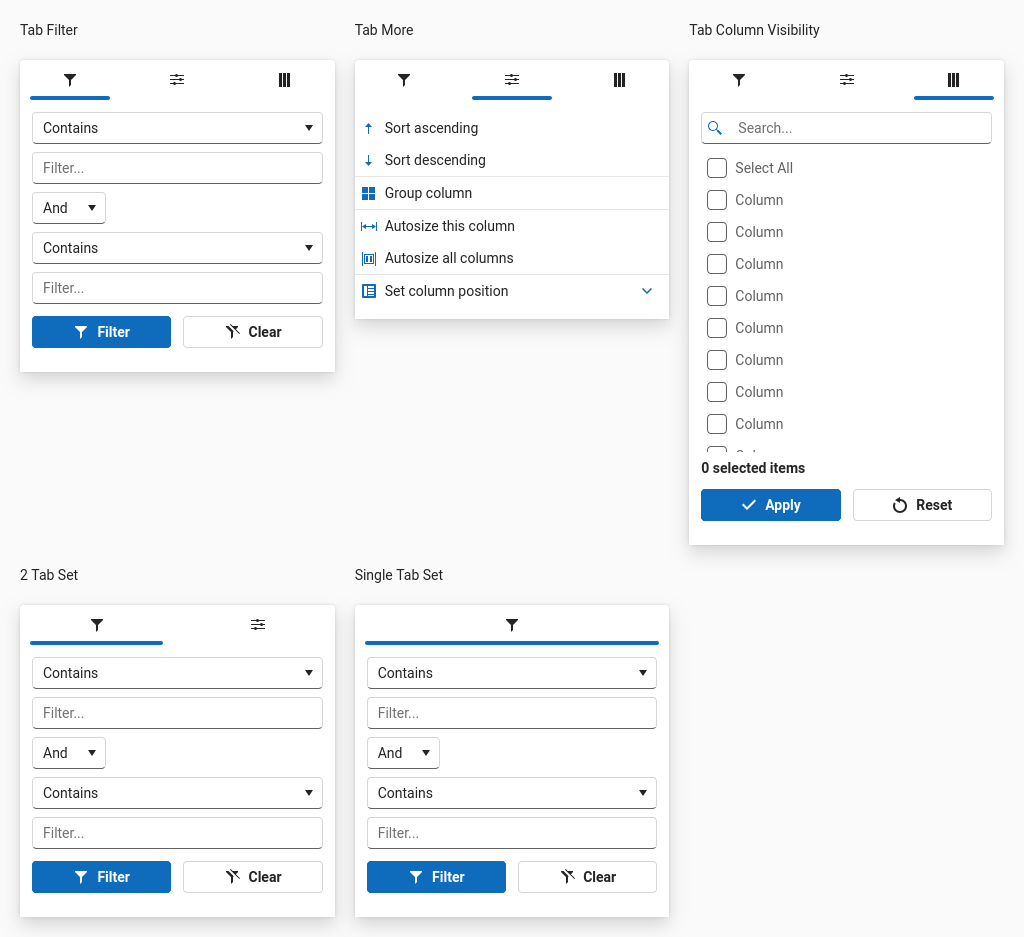 Tab Filter
Contains
Filter...
And
Contains
Filter...
Filter
Clear
Tab More
Sort ascending
Sort descending
Group column
Autosize this column
Autosize all columns
Set column position
Tab Column Visibility
Search...
Select All
Column
Column
Column
Column
Column
Column
Column
Column
0 selected items
Apply
Reset
2 Tab Set
Contains
Filter...
And
Contains
Filter...
Filter
Clear
Single Tab Set
Contains
Filter...
And
Contains
Filter...
Filter
Clear